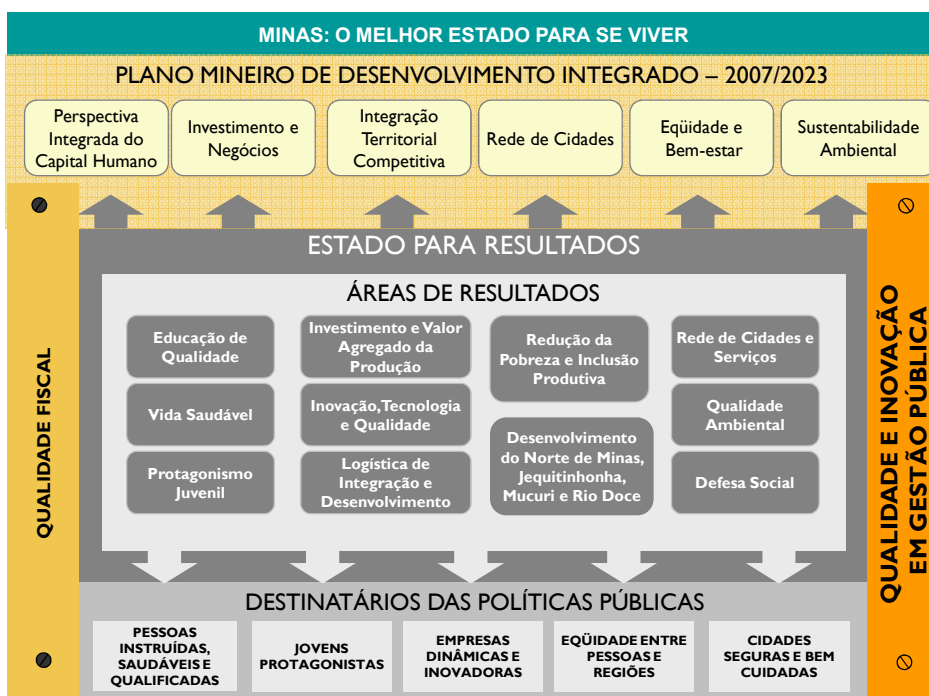 MINAS: O MELHOR ESTADO PARA SE VIVER
PLANO MINEIRO DE DESENVOLVIMENTO INTEGRADO – 2007/2023
Perspectiva
Integrada do
Capital Humano
Investimento e
Negócios
Integração
Territorial
Competitiva
Rede de Cidades
Eqüidade e
Bem-estar
Sustentabilidade
Ambiental
QUALIDADE FISCAL
ESTADO PARA RESULTADOS
ÁREAS DE RESULTADOS
Educação de
Qualidade
Vida Saudável
Protagonismo
Juvenil
Investimento e Valor
Agregado da
Produção
Inovação,Tecnologia
e Qualidade
Logística de
Integração e
Desenvolvimento
Redução da
Pobreza e Inclusão
Produtiva
Desenvolvimento
do Norte de Minas,
Jequitinhonha,
Mucuri e Rio Doce
Rede de Cidades e
Serviços
Qualidade
Ambiental
Defesa Social
QUALIDADE E INOVAÇÃO
EM GESTÃO PÚBLICA
DESTINATÁRIOS DAS POLÍTICAS PÚBLICAS
PESSOAS
INSTRUÍDAS,
SAUDÁVEIS E
QUALIFICADAS
JOVENS
PROTAGONISTAS
EMPRESAS
DINÂMICAS E
INOVADORAS
EQÜIDADE ENTRE
PESSOAS E
REGIÕES
CIDADES
SEGURAS E BEM
CUIDADAS